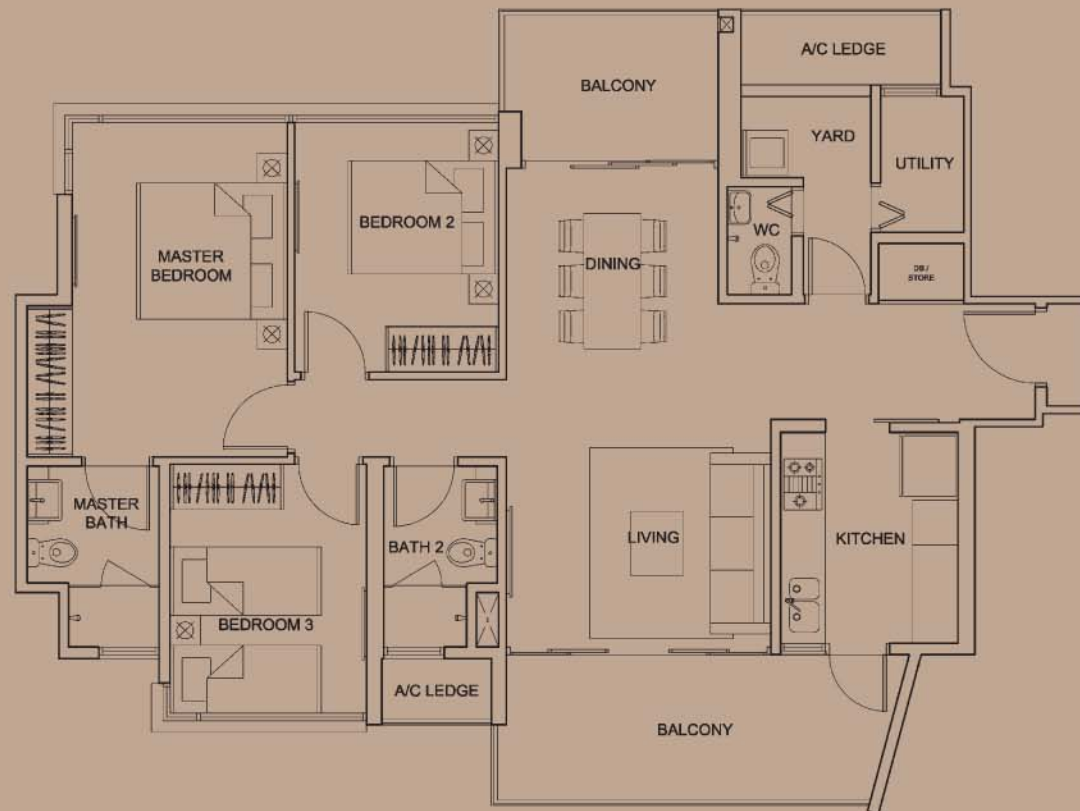 A/C LEDGE
BALCONY
YARD
UTILITY
BEDROOM 2
WC
MASTER
BEDROOM
DINING
DB/
STORE
MASTER
BATH
LIVING
KITCHEN
BATH 2
BEDROOM 3
A/C LEDGE
BALCONY